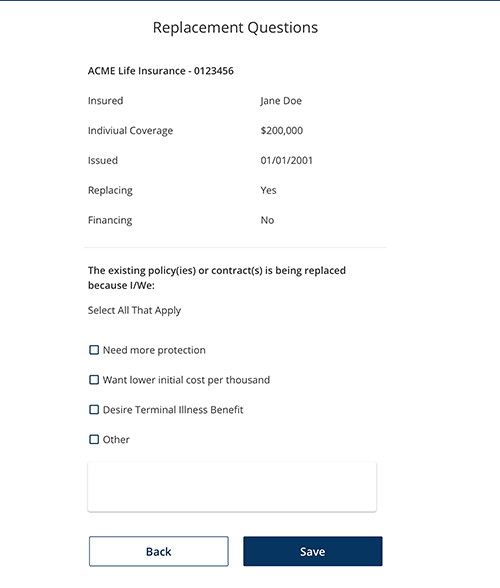 Replacement Questions
ACME Life Insurance - 0123456
Insured Jane Doe
Indiviual Coverage $200,000
Issued 01/01/2001
Replacing Yes
Financing No
The existing policy(ies) or contract(s) is being replaced
because I/We:
Select All That Apply
Need more protection
Want lower initial cost per thousand
Desire Terminal Illness Benefit
Other
Back Save